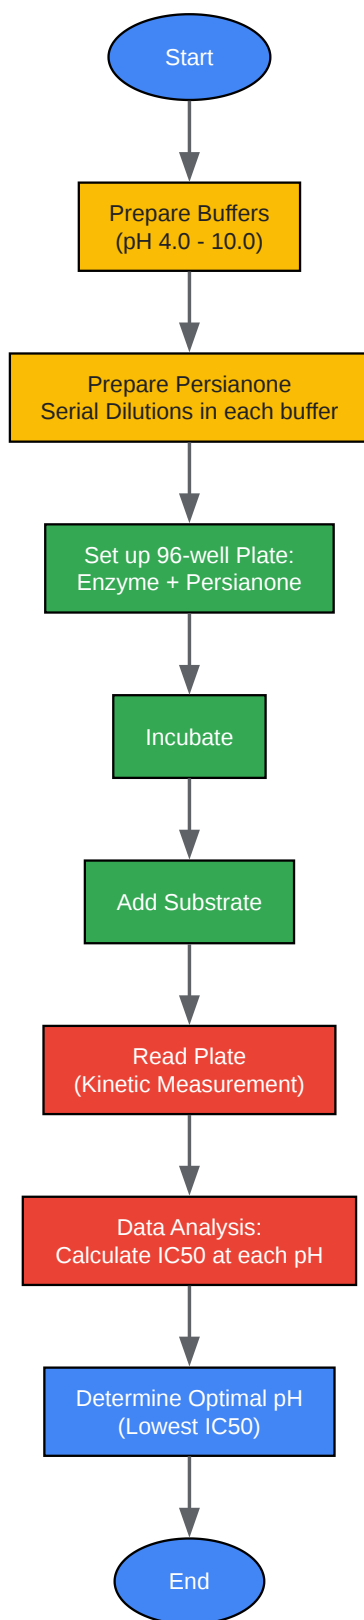 Start
Prepare Buffers
(pH 4.0 - 10.0)
Prepare Persianone
Serial Dilutions in each buffer
Set up 96-well Plate:
Enzyme + Persianone
Incubate
Add Substrate
Read Plate
(Kinetic Measurement)
Data Analysis:
Calculate IC50 at each pH
Determine Optimal pH
(Lowest IC50)
End